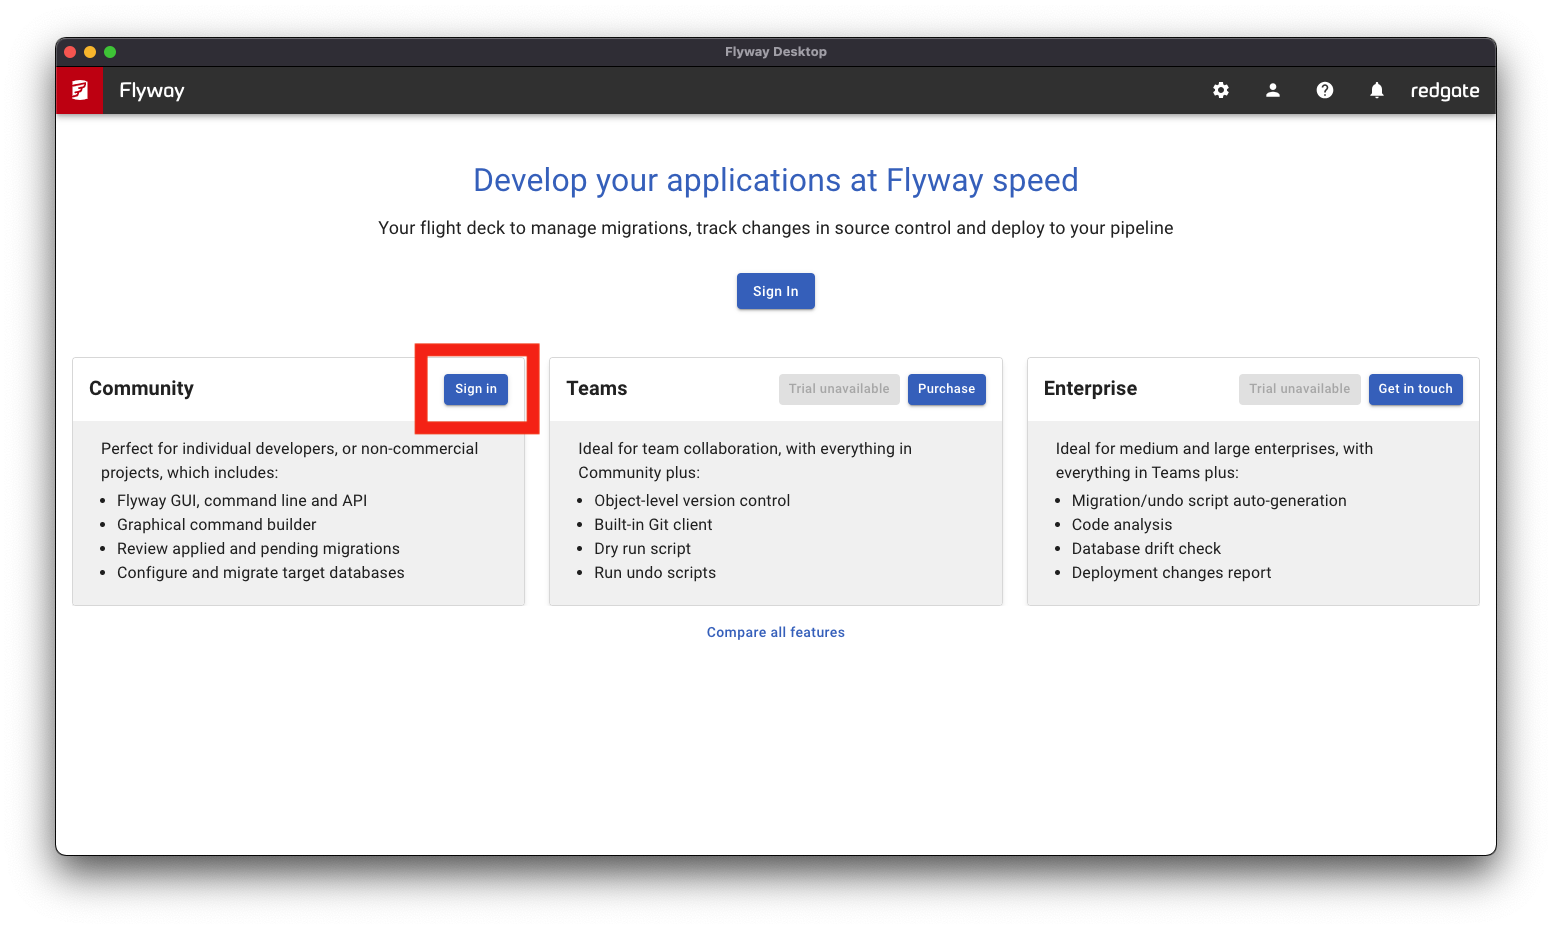 Flyway Desktop
Flyway
redgate
Develop your applications at Flyway speed
Your flight deck to manage migrations, track changes in source control and deploy to your pipeline
Sign In
Community
Sign in
Perfect for individual developers, or non-commercial
projects, which includes:
• Flyway GUI, command line and API
• Graphical command builder
• Review applied and pending migrations
• Configure and migrate target databases
Teams
Trial unavailable
Purchase
Ideal for team collaboration, with everything in
Community plus:
• Object-level version control
• Built-in Git client
• Dry run script
• Run undo scripts
Enterprise
Trial unavailable
Get in touch
Ideal for medium and large enterprises, with
everything in Teams plus:
• Migration/undo script auto-generation
• Code analysis
• Database drift check
• Deployment changes report
Compare all features